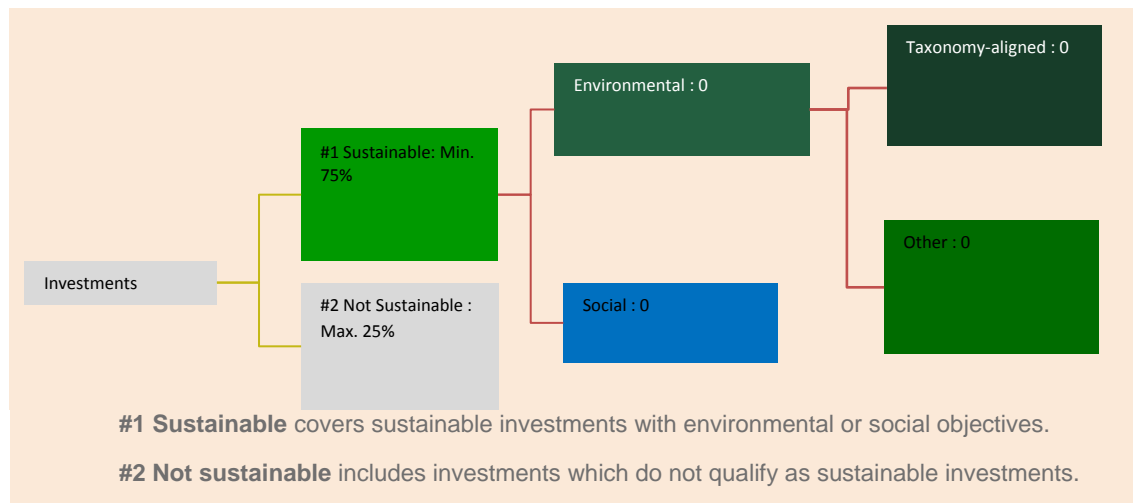 Investments
#1 Sustainable: Min.
75%
#2 Not Sustainable :
Max. 25%
Environmental : 0
Social : 0
Taxonomy-aligned : 0
Other : 0
#1 Sustainable covers sustainable investments with environmental or social objectives.
#2 Not sustainable includes investments which do not qualify as sustainable investments.